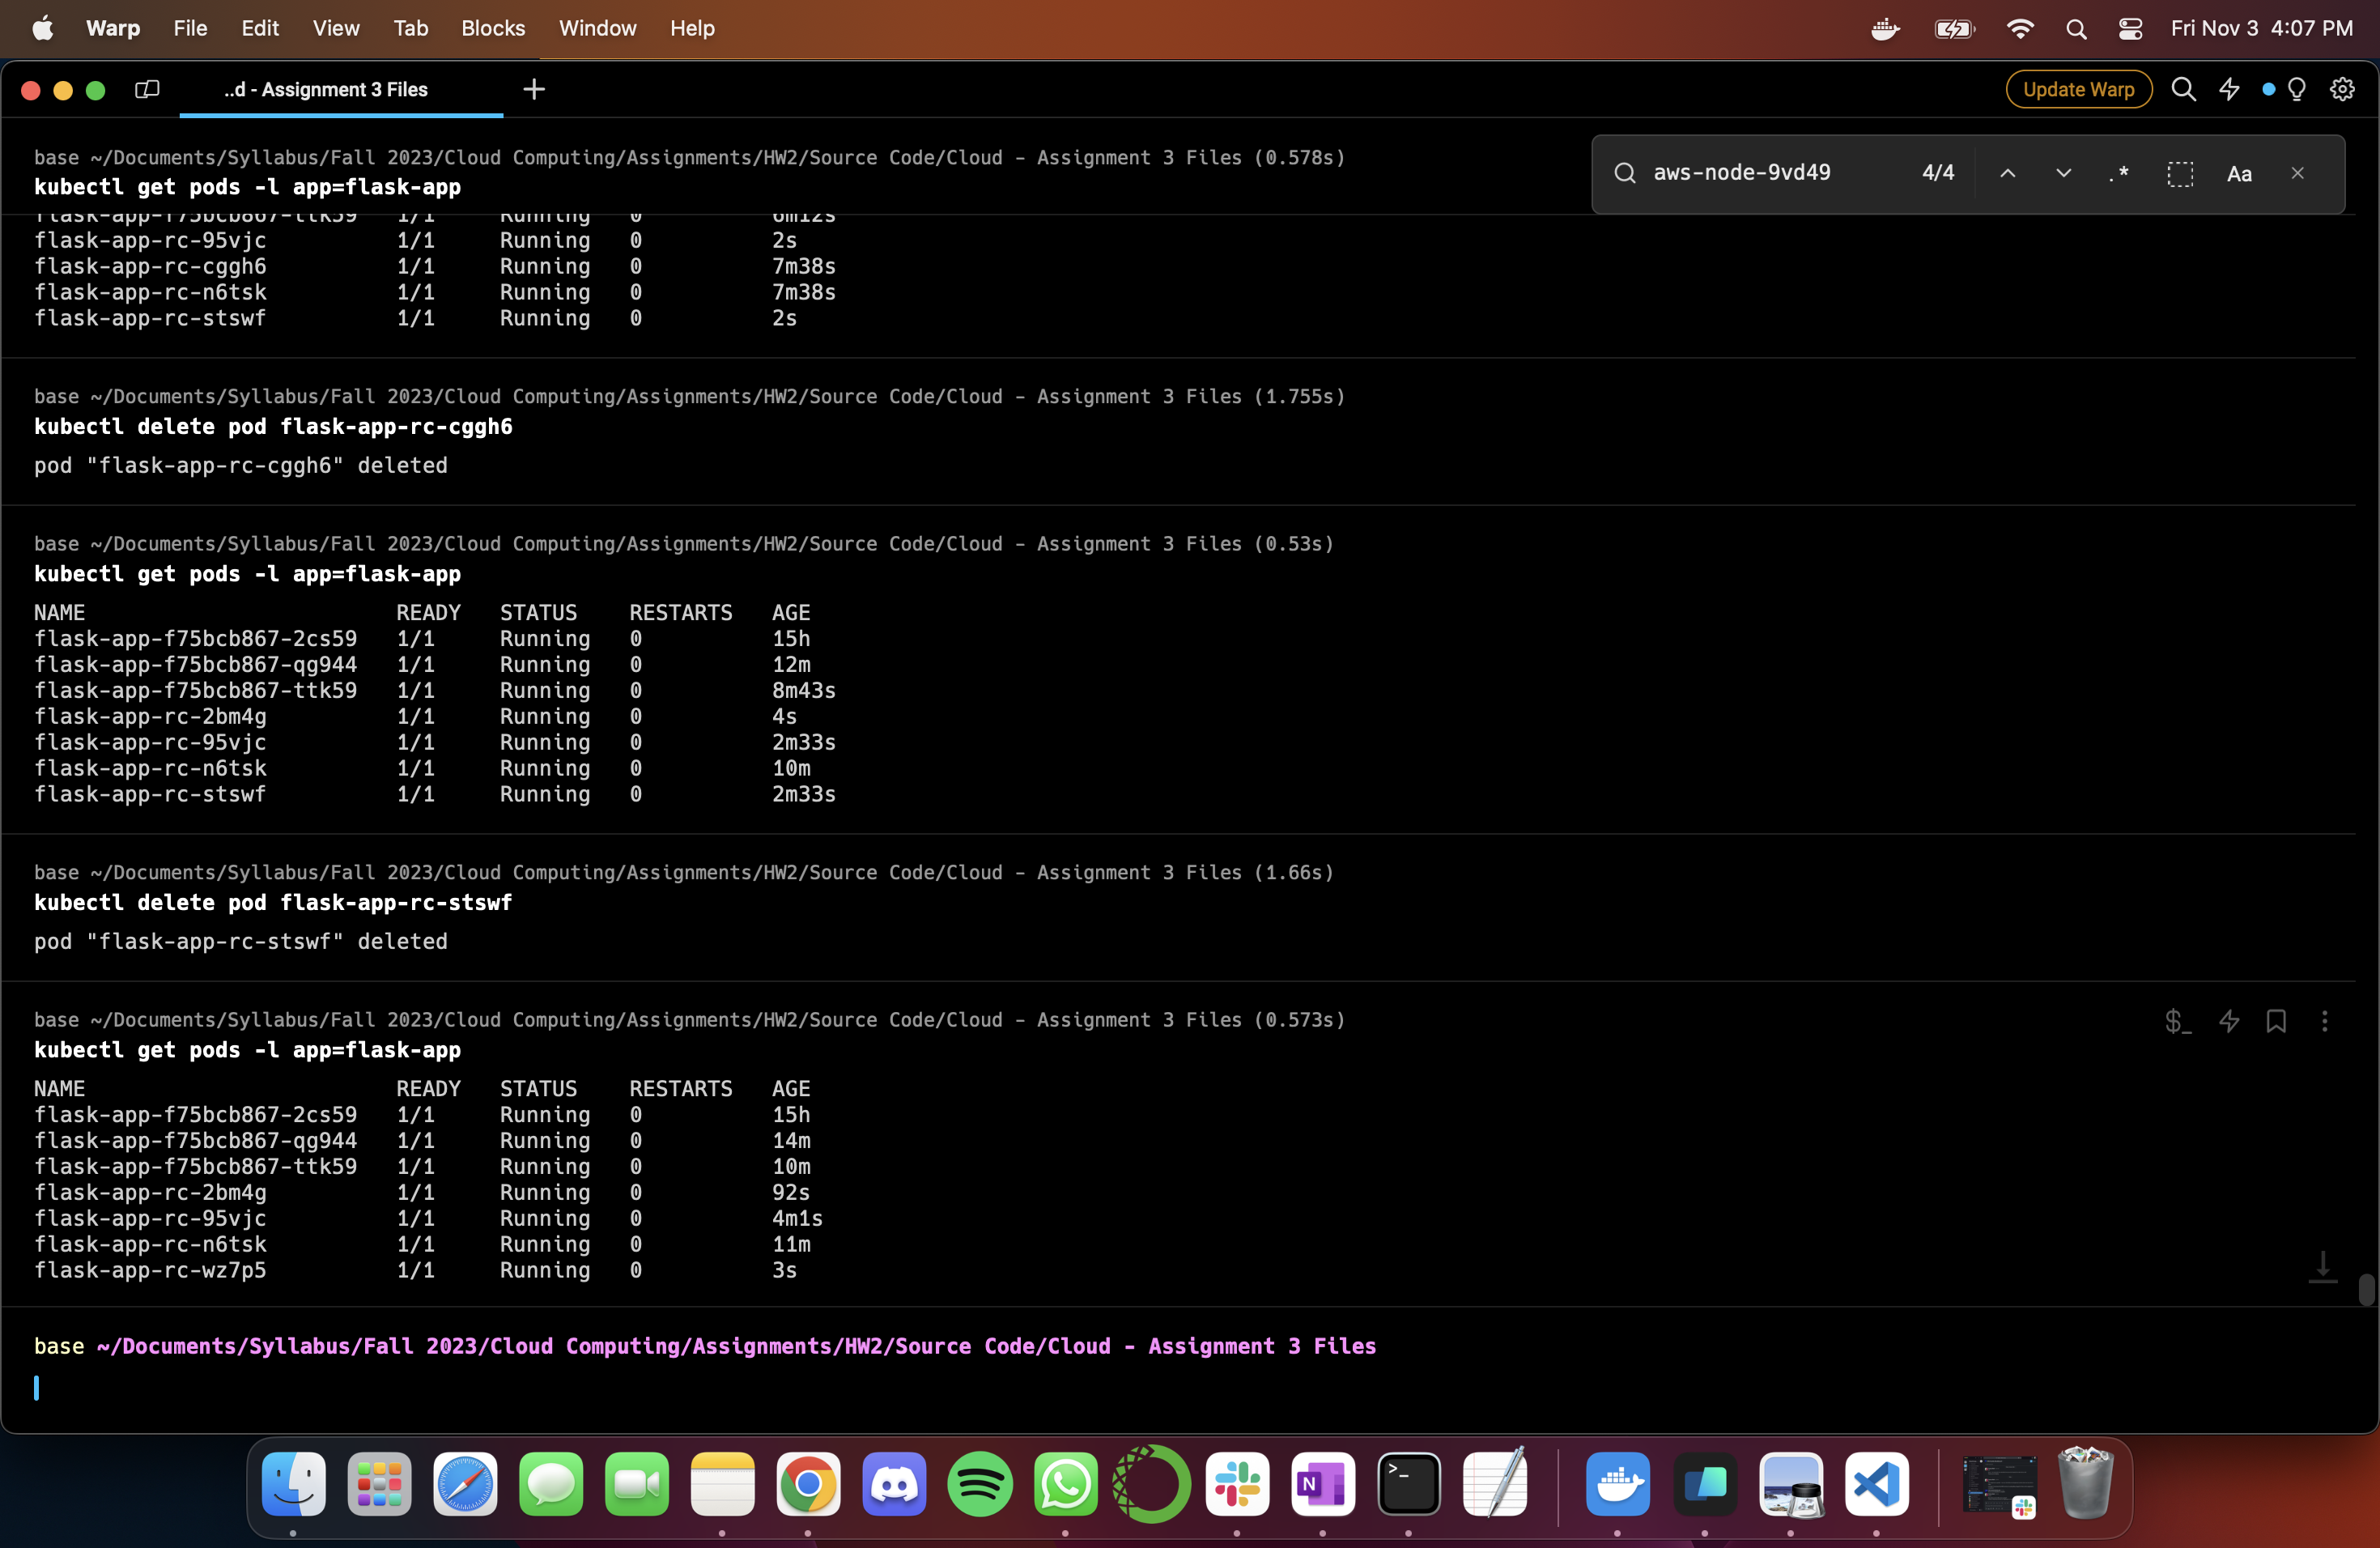 Warp File Edit View Tab Blocks Window Help Fri Nov 3 4:07 PM
..d - Assignment 3 Files + Update Warp
base ~/Documents/Syllabus/Fall 2023/Cloud Computing/Assignments/HW2/Source Code/Cloud - Assignment 3 Files (0.578s)
aws-node-9vd49 4/4 .* Aa
kubectl get pods -l app=flask-app
flask-app-f75bcb867-ttk59 1/1 Running 0 6m12s
flask-app-rc-95vjc 1/1 Running 0 2s
flask-app-rc-cggh6 1/1 Running 0 7m38s
flask-app-rc-n6tsk 1/1 Running 0 7m38s
flask-app-rc-stswf 1/1 Running 0 2s
base ~/Documents/Syllabus/Fall 2023/Cloud Computing/Assignments/HW2/Source Code/Cloud - Assignment 3 Files (1.755s)
kubectl delete pod flask-app-rc-cggh6
pod "flask-app-rc-cggh6" deleted
base ~/Documents/Syllabus/Fall 2023/Cloud Computing/Assignments/HW2/Source Code/Cloud - Assignment 3 Files (0.53s)
kubectl get pods -l app=flask-app
NAME READY STATUS RESTARTS AGE
flask-app-f75bcb867-2cs59 1/1 Running 0 15h
flask-app-f75bcb867-qg944 1/1 Running 0 12m
flask-app-f75bcb867-ttk59 1/1 Running 0 8m43s
flask-app-rc-2bm4g 1/1 Running 0 4s
flask-app-rc-95vjc 1/1 Running 0 2m33s
flask-app-rc-n6tsk 1/1 Running 0 10m
flask-app-rc-stswf 1/1 Running 0 2m33s
base ~/Documents/Syllabus/Fall 2023/Cloud Computing/Assignments/HW2/Source Code/Cloud - Assignment 3 Files (1.66s)
kubectl delete pod flask-app-rc-stswf
pod "flask-app-rc-stswf" deleted
base ~/Documents/Syllabus/Fall 2023/Cloud Computing/Assignments/HW2/Source Code/Cloud - Assignment 3 Files (0.573s)
$_
kubectl get pods -l app=flask-app
NAME READY STATUS RESTARTS AGE
flask-app-f75bcb867-2cs59 1/1 Running 0 15h
flask-app-f75bcb867-qg944 1/1 Running 0 14m
flask-app-f75bcb867-ttk59 1/1 Running 0 10m
flask-app-rc-2bm4g 1/1 Running 0 92s
flask-app-rc-95vjc 1/1 Running 0 4m1s
flask-app-rc-n6tsk 1/1 Running 0 11m
flask-app-rc-wz7p5 1/1 Running 0 3s
base ~/Documents/Syllabus/Fall 2023/Cloud Computing/Assignments/HW2/Source Code/Cloud - Assignment 3 Files
N >_